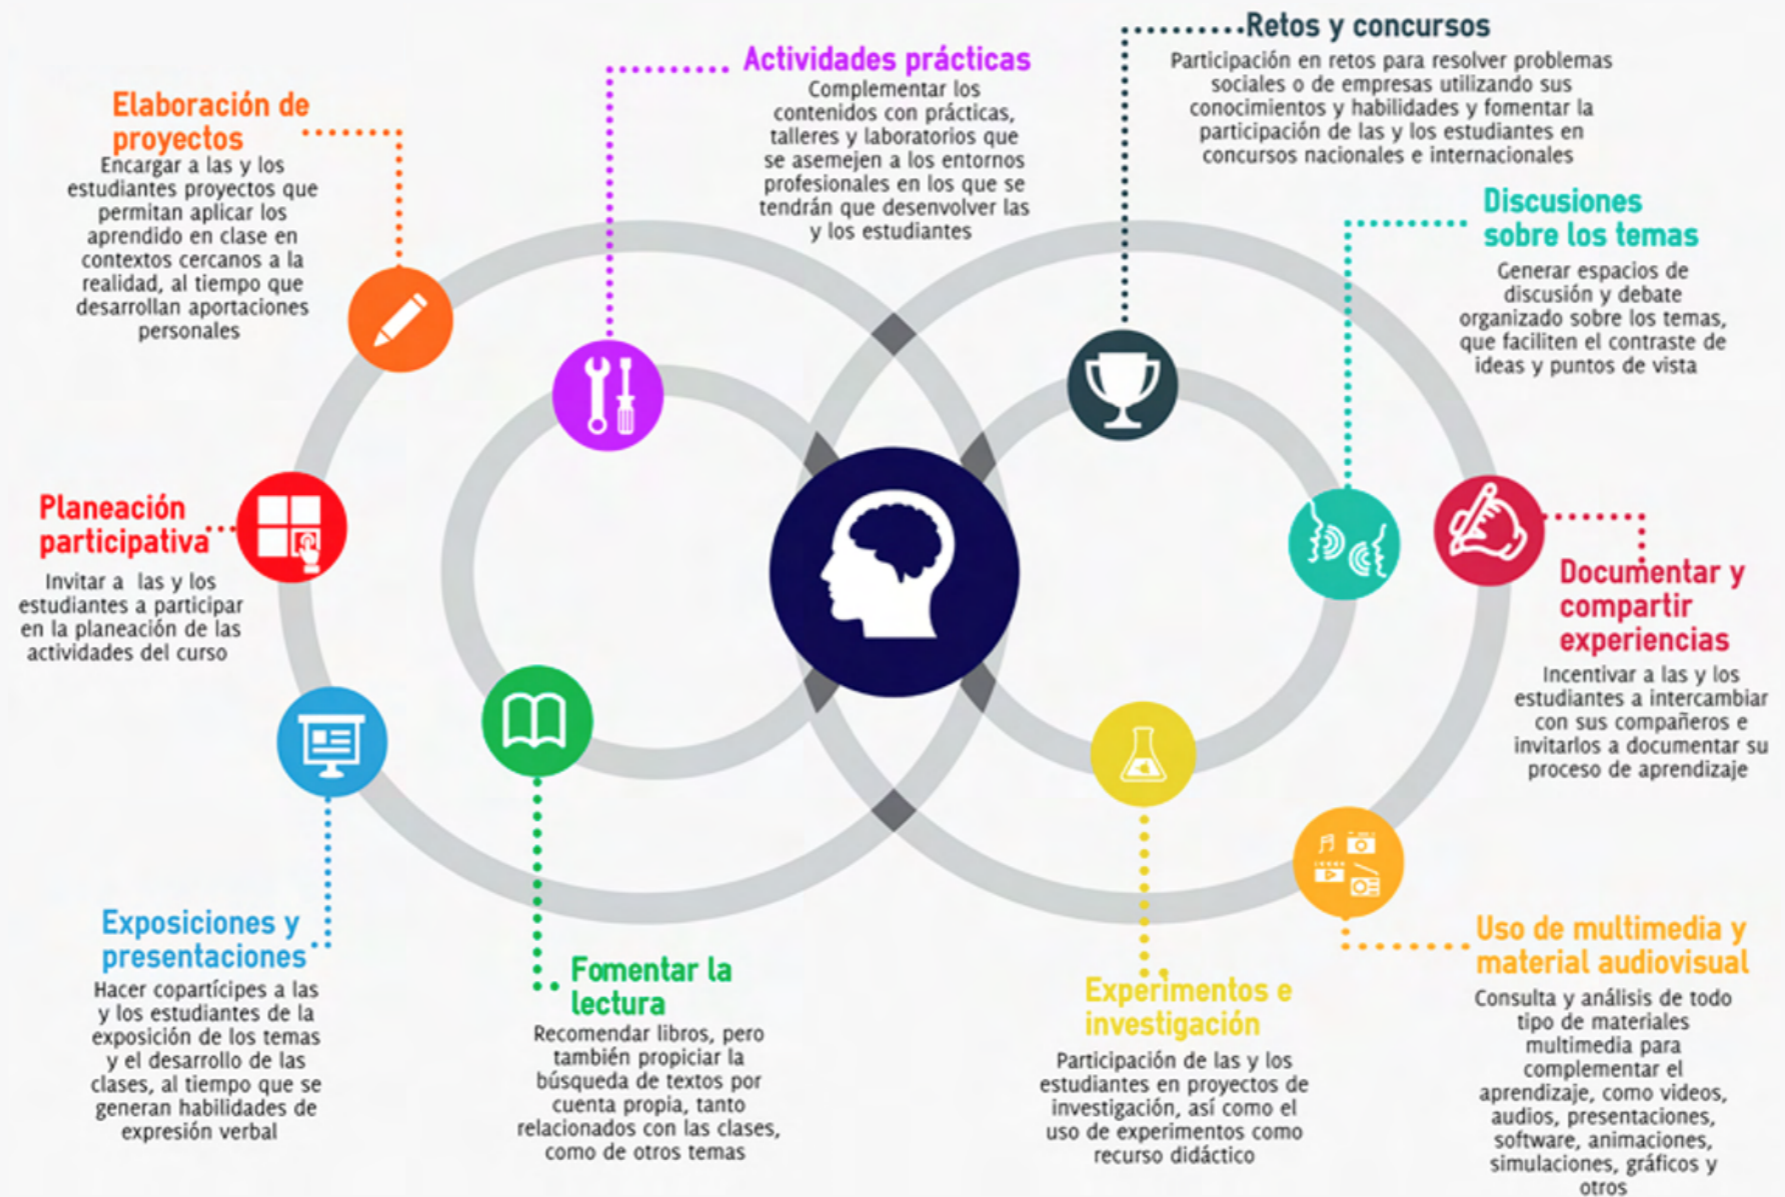 Elaboración de
proyectos
Encargar a las y los
estudiantes proyectos que
permitan aplicar los
aprendido en clase en
contextos cercanos a la
realidad, al tiempo que
desarrollan aportaciones
personales
Actividades prácticas
Complementar los
contenidos con prácticas,
talleres y laboratorios que
se asemejen a los entornos
profesionales en los que se
tendrán que desenvolver las
y los estudiantes
Retos y concursos
Participación en retos para resolver problemas
sociales o de empresas utilizando sus
conocimientos y habilidades y fomentar la
participación de las y los estudiantes en
concursos nacionales e internacionales
Discusiones
sobre los temas
Generar espacios de
discusión y debate
organizado sobre los temas,
que faciliten el contraste de
ideas y puntos de vista
Planeación
participativa
Invitar a las y los
estudiantes a participar
en la planeación de las
actividades del curso
Documentar y
compartir
experiencias
Incentivar a las y los
estudiantes a intercambiar
con sus compañeros e
invitarlos a documentar su
proceso de aprendizaje
Exposiciones y
presentaciones
Hacer copartícipes a las
y los estudiantes de la
exposición de los temas
y el desarrollo de las
clases, al tiempo que se
generan habilidades de
expresión verbal
Fomentar la
lectura
Recomendar libros, pero
también propiciar la
búsqueda de textos por
cuenta propia, tanto
relacionados con las clases,
como de otros temas
Experimentos e
investigación
Participación de las y los
estudiantes en proyectos de
investigación, así como el
uso de experimentos como
recurso didáctico
Uso de multimedia y
material audiovisual
Consulta y análisis de todo
tipo de materiales
multimedia para
complementar el
aprendizaje, como videos,
audios, presentaciones,
software, animaciones,
simulaciones, gráficos y
otros